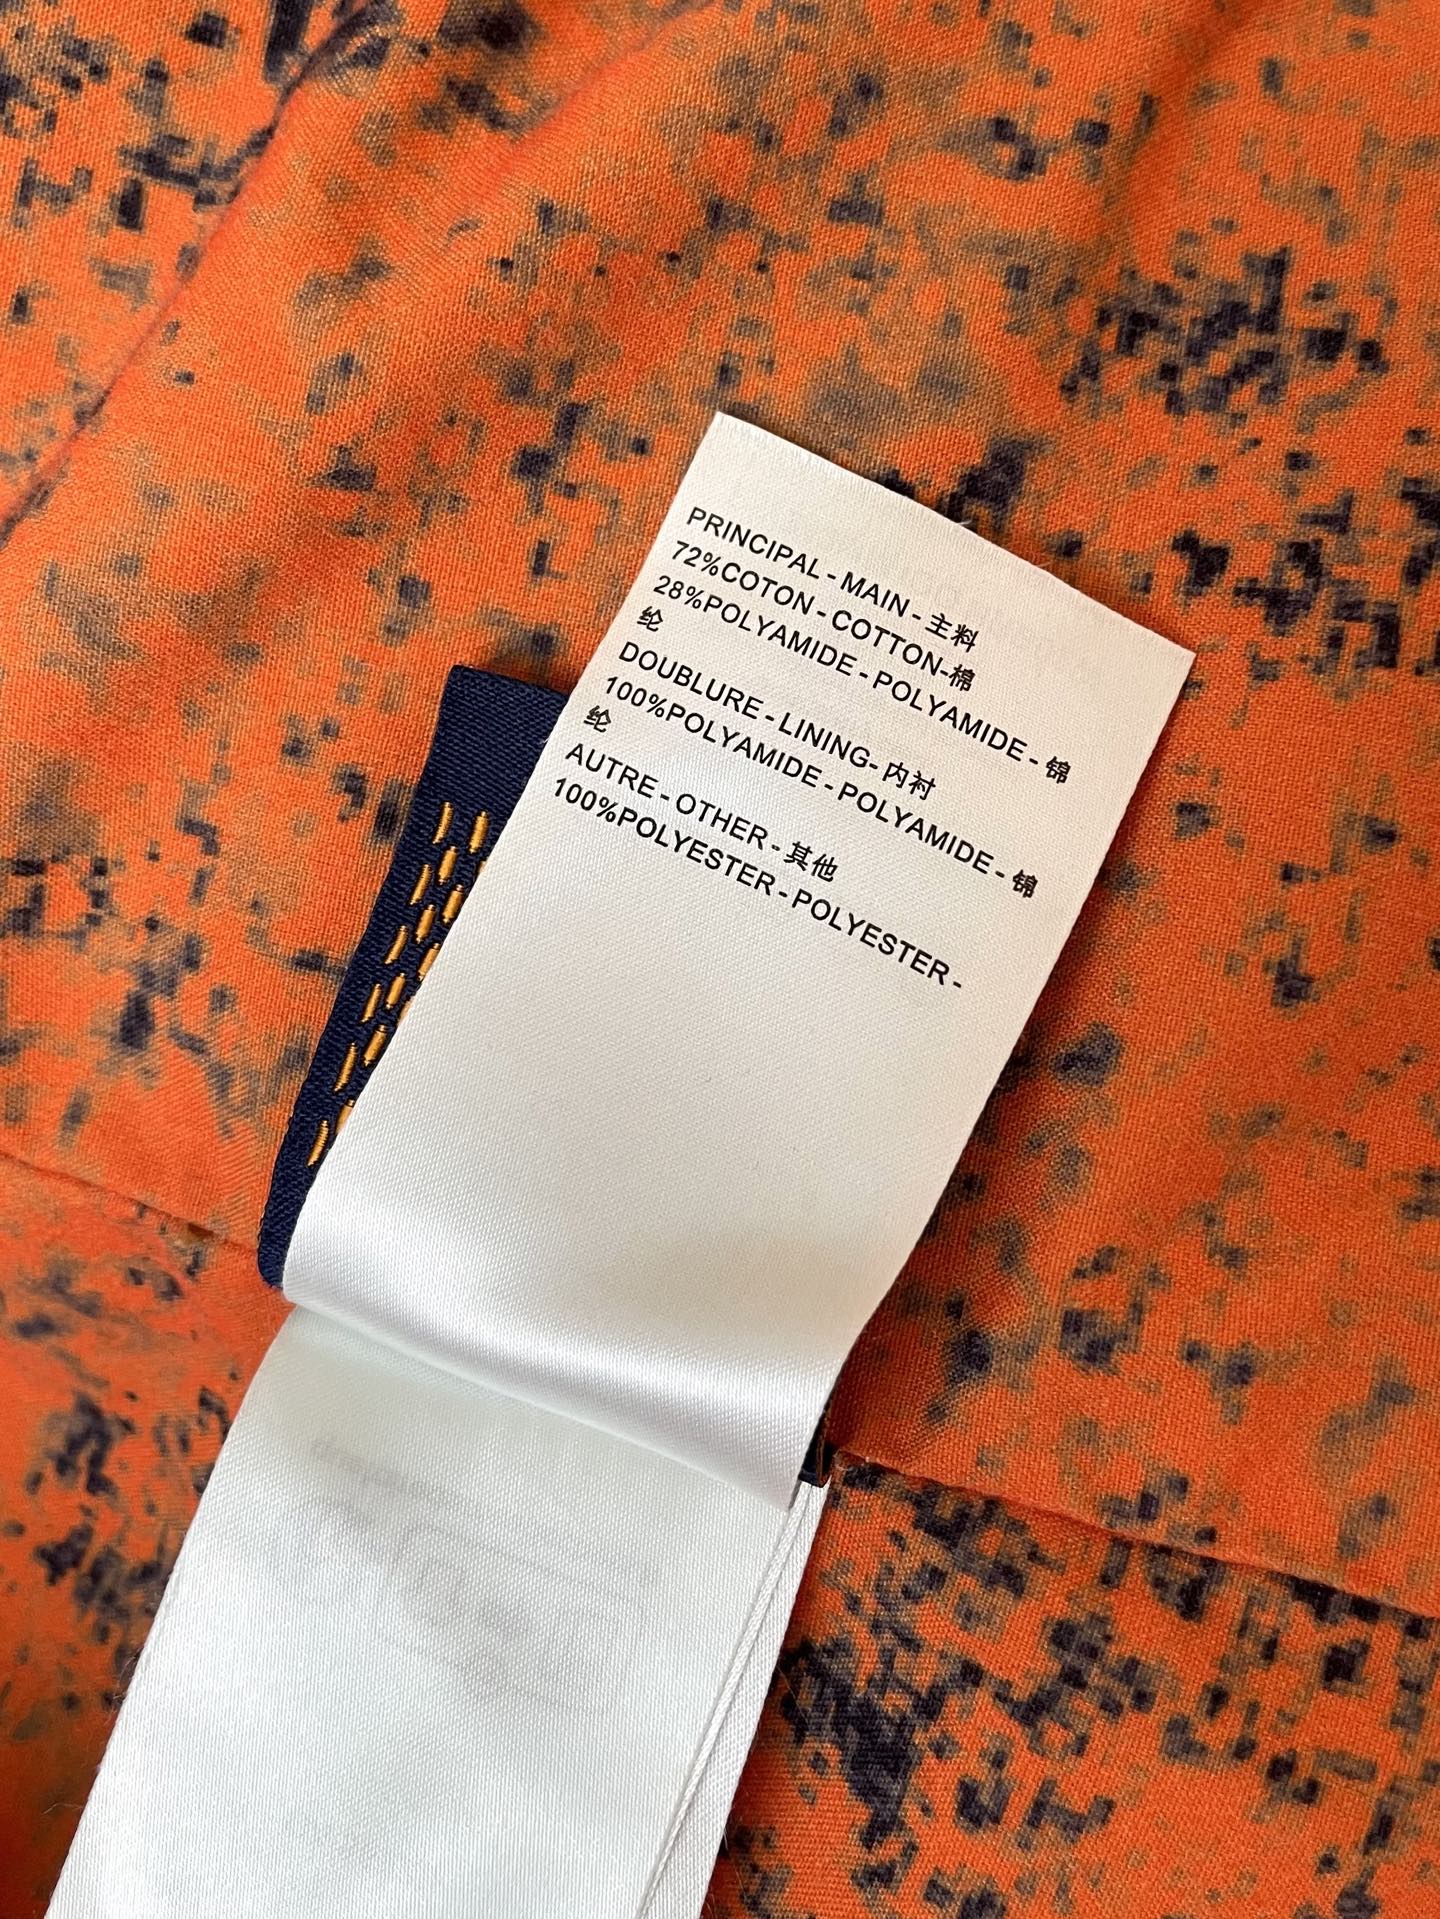 PRINCIPAL - MAIN - 主料
72%COTON - COTTON-棉
28%POLYAMIDE - POLYAMIDE - 锦
纶
DOUBLURE - LINING- 内衬
100%POLYAMIDE - POLYAMIDE - 锦
纶
AUTRE - OTHER - 其他
100%POLYESTER - POLYESTER -